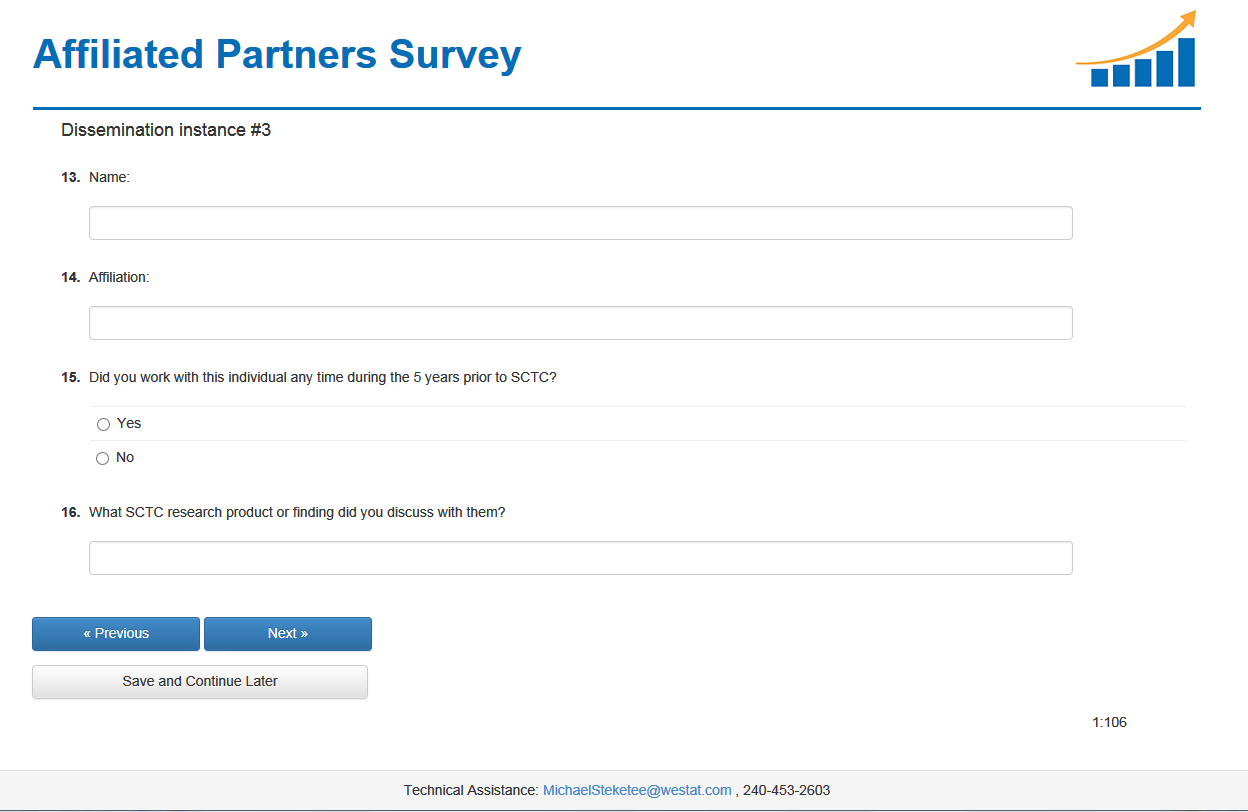 Affiliated Partners Survey
Dissemination instance #3
13. Name:
14. Affiliation:
15. Did you work with this individual any time during the 5 years prior to SCTC?
Yes
No
16. What SCTC research product or finding did you discuss with them?
« Previous Next »
Save and Continue Later
1:106
Technical Assistance: MichaelSteketee@westat.com , 240-453-2603